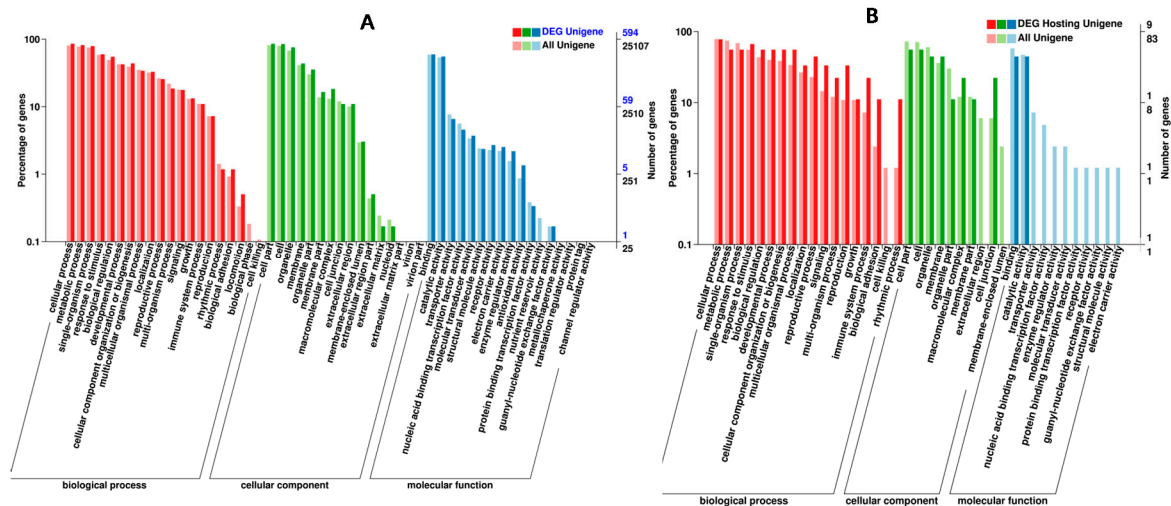 A
DEG Unigene
All Unigene
594
25107
59
2510
5
251
1
25
100
10
1
0.1
Percentage of genes
Number of genes
cellular process
metabolic process
single-organism process
response to stimulus
biological regulation
developmental process
cellular component organization or biogenesis
multicellular organismal process
localization
reproductive process
multi-organism process
signaling
growth
immune system process
reproduction
rhythmic process
biological adhesion
locomotion
biological phase
cell killing
cell part
cell
organelle
membrane
organelle part
membrane part
macromolecular complex
cell junction
extracellular region
membrane-enclosed lumen
extracellular region part
extracellular matrix
nucleoid
extracellular matrix part
virion part
virion
binding
catalytic activity
transporter activity
nucleic acid binding transcription factor activity
structural molecule activity
molecular transducer activity
receptor activity
electron carrier activity
enzyme regulator activity
antioxidant activity
protein binding transcription factor activity
nutrient reservoir activity
guanyl-nucleotide exchange factor activity
metallochaperone activity
translation regulator activity
protein tag
channel regulator activity
biological process
cellular component
molecular function
B
DEG Hosting Unigene
All Unigene
9
83
1
8
1
1
1
1
100
10
1
0.1
Percentage of genes
Number of genes
cellular process
metabolic process
single-organism process
response to stimulus
biological regulation
developmental process
cellular component organization or biogenesis
multicellular organismal process
localization
reproductive process
signaling
multi-organism process
reproduction
growth
immune system process
biological adhesion
cell killing
rhythmic process
cell part
cell
organelle
membrane
organelle part
macromolecular complex
membrane part
extracellular region
cell junction
membrane-enclosed lumen
binding
catalytic activity
transporter activity
nucleic acid binding transcription factor activity
enzyme regulator activity
molecular transducer activity
protein binding transcription factor activity
receptor activity
guanyl-nucleotide exchange factor activity
structural molecule activity
electron carrier activity
biological process
cellular component
molecular function